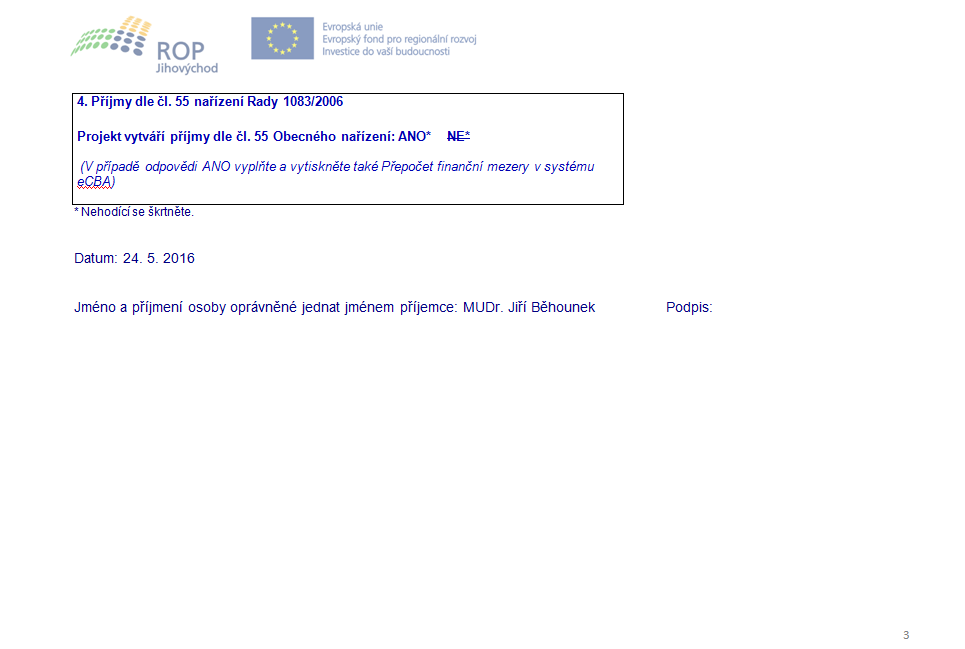 ROP
Jihovýchod
Evropská unie
Evropský fond pro regionální rozvoj
Investice do vaší budoucnosti
4. Příjmy dle čl. 55 nařízení Rady 1083/2006
Projekt vytváří příjmy dle čl. 55 Obecného nařízení: ANO* NE*
(V případě odpovědi ANO vyplňte a vytiskněte také Přepočet finanční mezery v systému
eCBA)
* Nehodící se škrtněte.
Datum: 24. 5. 2016
Jméno a příjmení osoby oprávněné jednat jménem příjemce: MUDr. Jiří Běhounek Podpis:
3